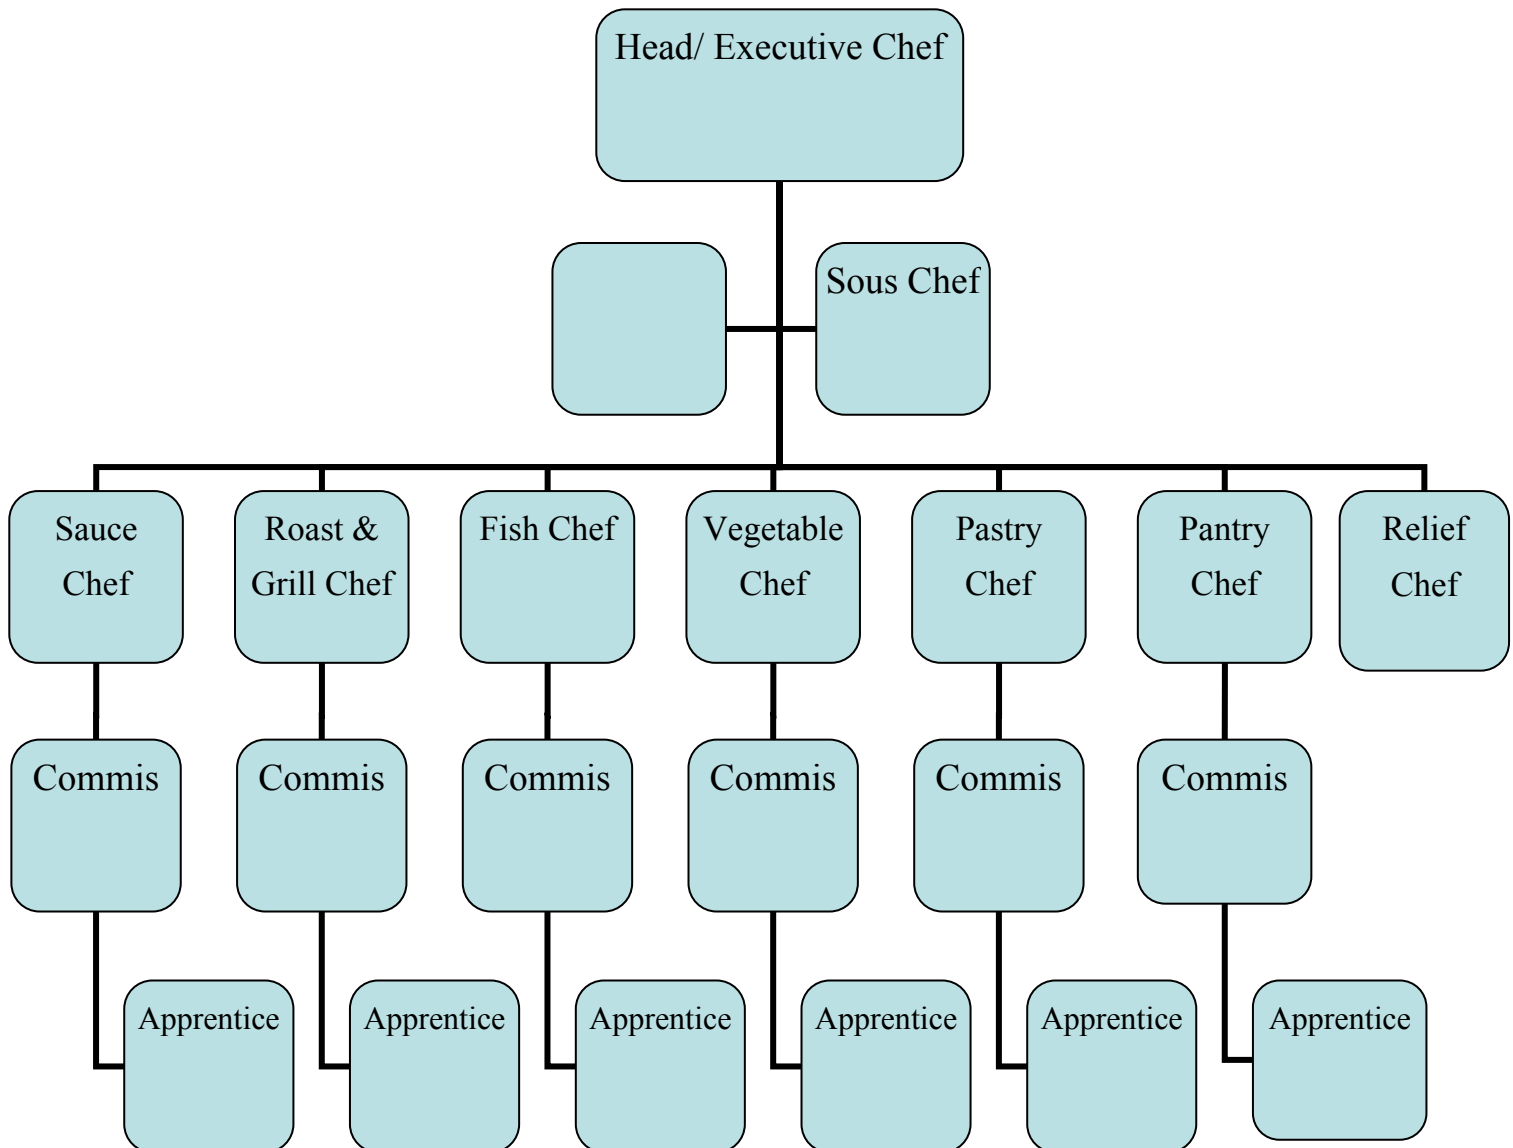 Head/ Executive Chef
Sous Chef
Sauce
Chef
Roast &
Grill Chef
Fish Chef
Vegetable
Chef
Pastry
Chef
Pantry
Chef
Relief
Chef
Commis
Commis
Commis
Commis
Commis
Commis
Apprentice
Apprentice
Apprentice
Apprentice
Apprentice
Apprentice